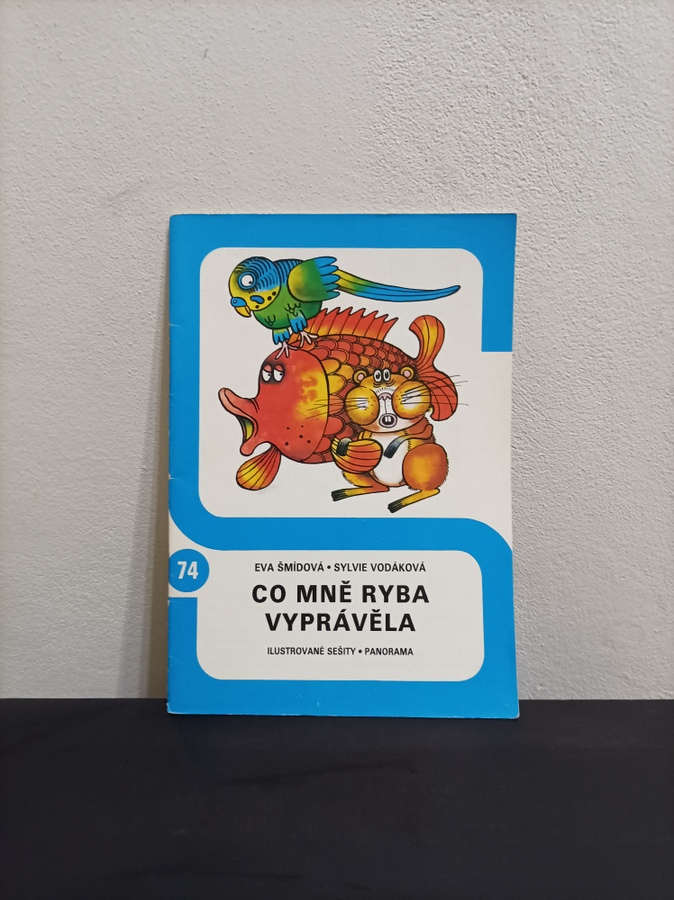 74
EVA ŠMÍDOVÁ • SYLVIE VODÁKOVÁ
CO MNĚ RYBA
VYPRÁVĚLA
ILUSTROVANÉ SEŠITY • PANORAMA